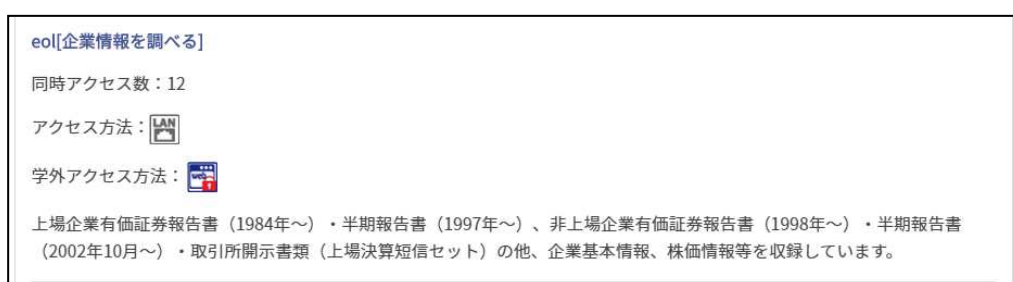 eol[企業情報を調べる]
同時アクセス数：12
アクセス方法：LAN
学外アクセス方法：web
上場企業有価証券報告書（1984年～）・半期報告書（1997年～）、非上場企業有価証券報告書（1998年～）・半期報告書
（2002年10月～）・取引所開示書類（上場決算短信セット）の他、企業基本情報、株価情報等を収録しています。